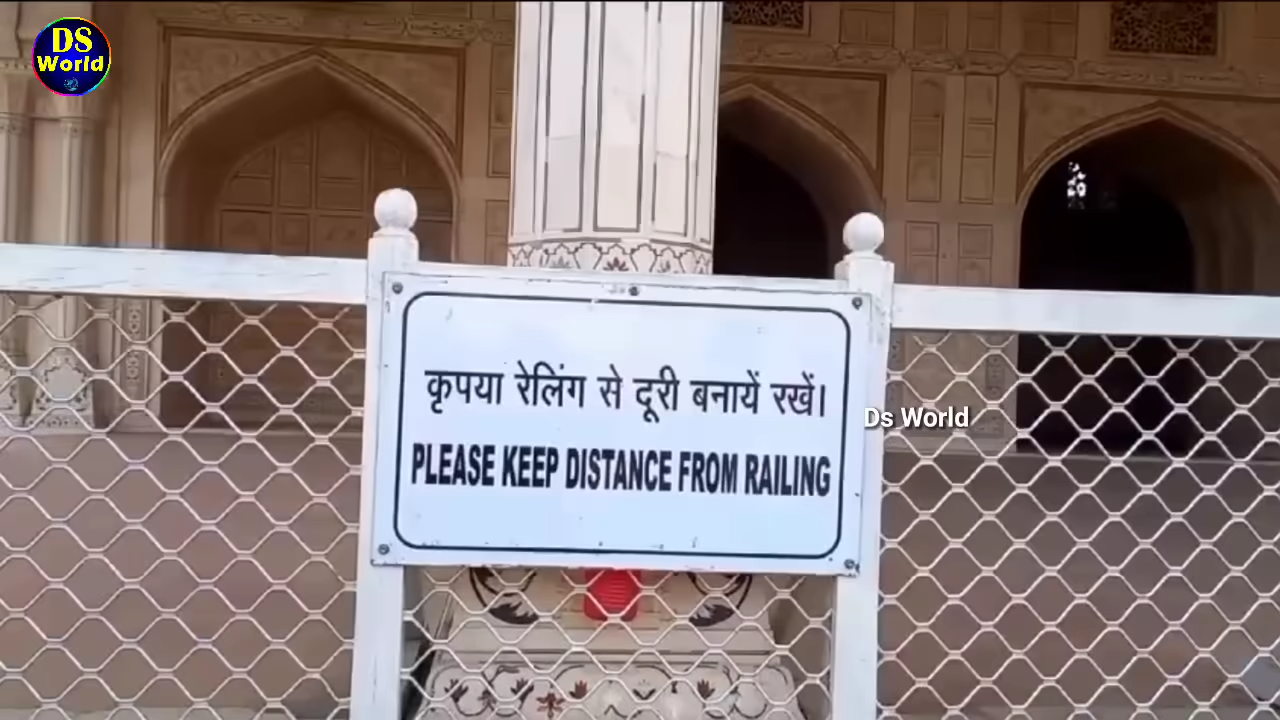 DS
World
कृपया रेलिंग से दूरी बनायें रखें।
Ds World
PLEASE KEEP DISTANCE FROM RAILING